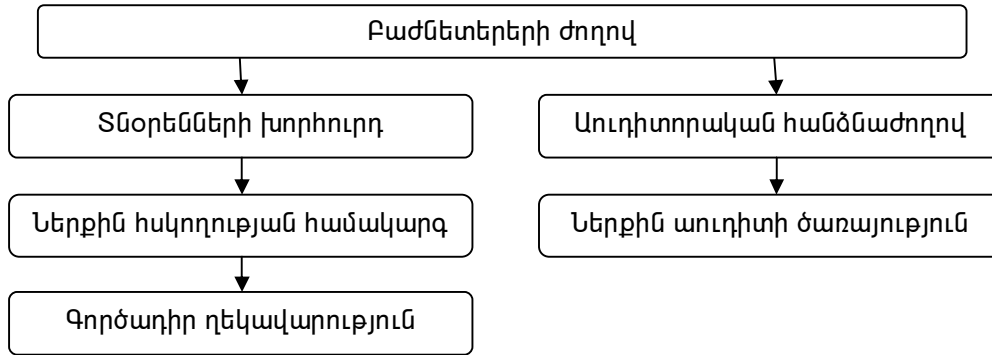 Բաժնետերերի ժողով
Տնօրենների խորհուրդ
Աուդիտորական հանձնաժողով
Ներքին հսկողության համակարգ
Ներքին աուդիտի ծառայություն
Գործադիր ղեկավարություն